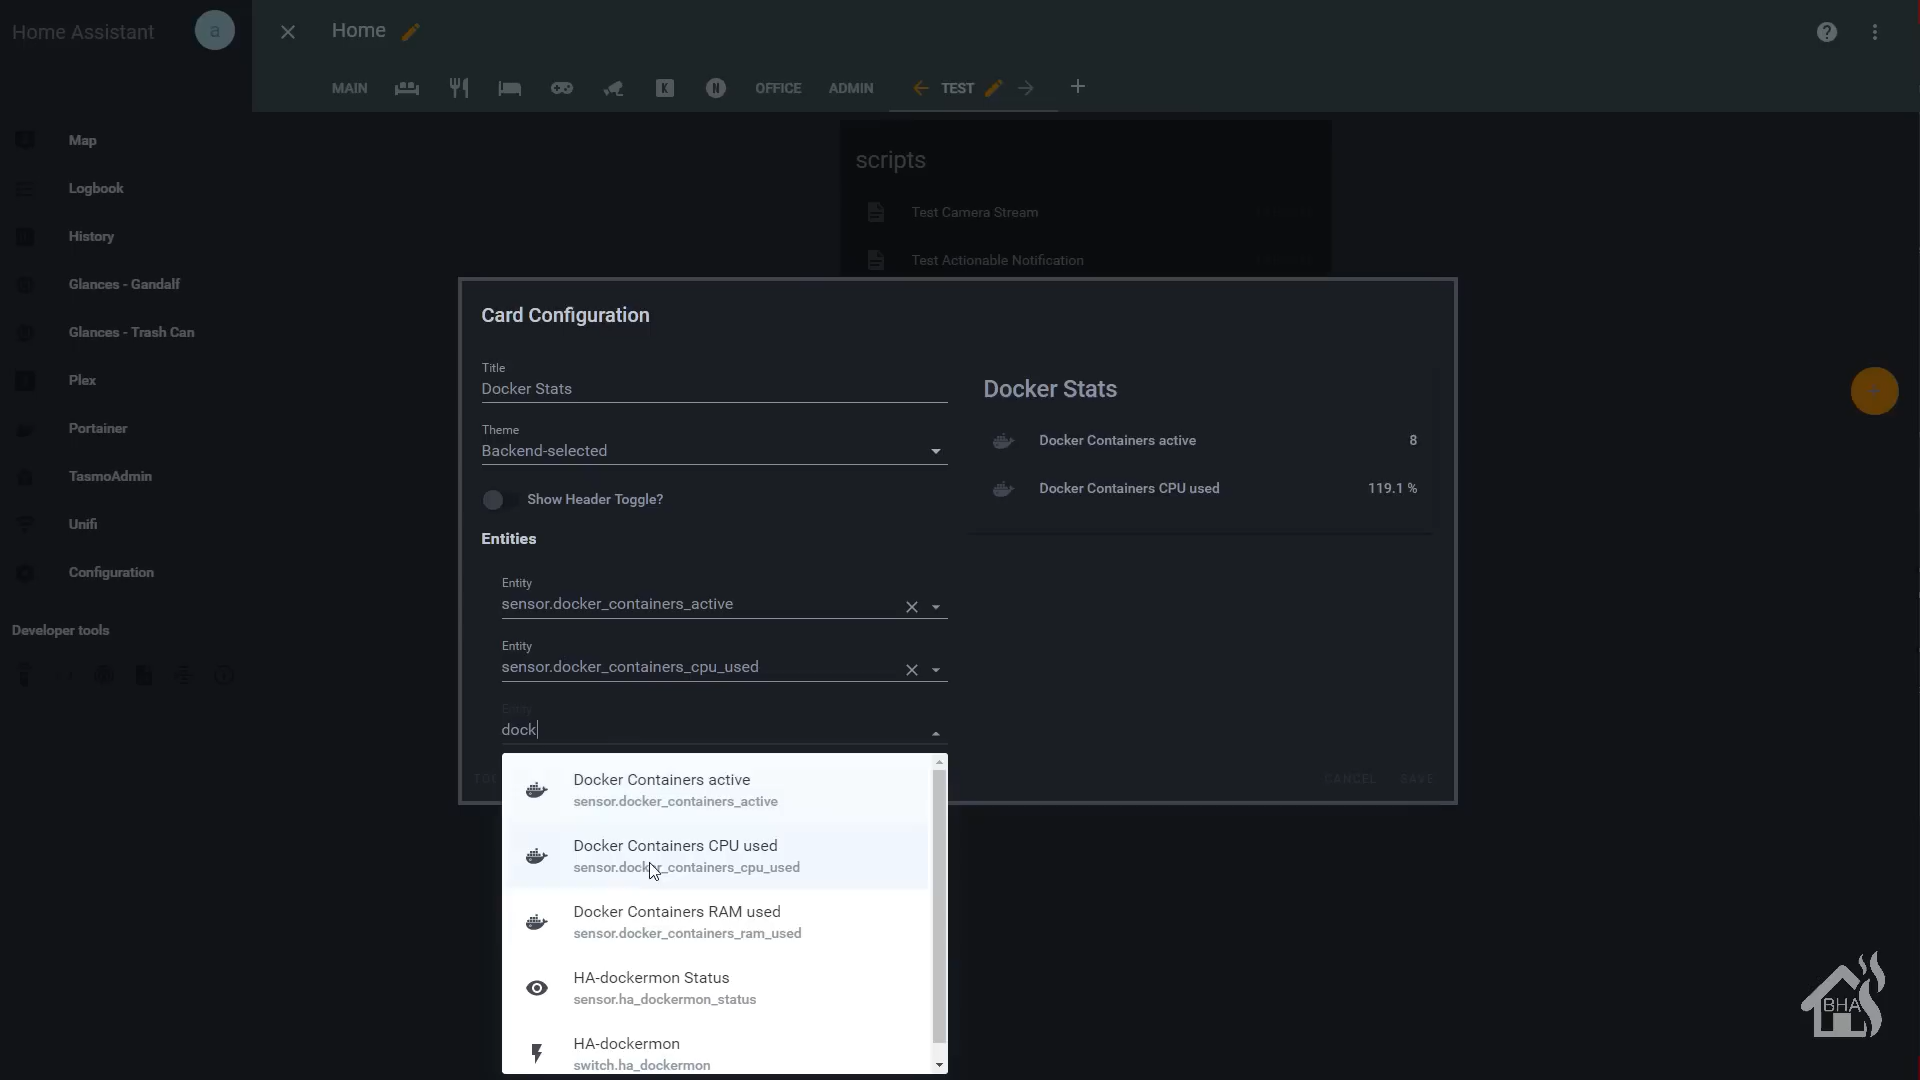 Home Assistant
a
Home
MAIN
K
N
OFFICE
ADMIN
TEST
Map
Logbook
History
Glances - Gandalf
Glances - Trash Can
Plex
Portainer
TasmoAdmin
Unifi
Configuration
Developer tools
scripts
Test Camera Stream
Test Actionable Notification
Card Configuration
Title
Docker Stats
Theme
Backend-selected
Show Header Toggle?
Entities
Entity
sensor.docker_containers_active
Entity
sensor.docker_containers_cpu_used
Entity
dock
Docker Stats
Docker Containers active 8
Docker Containers CPU used 119.1 %
CANCEL SAVE
Docker Containers active
sensor.docker_containers_active
Docker Containers CPU used
sensor.docker_containers_cpu_used
Docker Containers RAM used
sensor.docker_containers_ram_used
HA-dockermon Status
sensor.ha_dockermon_status
HA-dockermon
switch.ha_dockermon
BHA